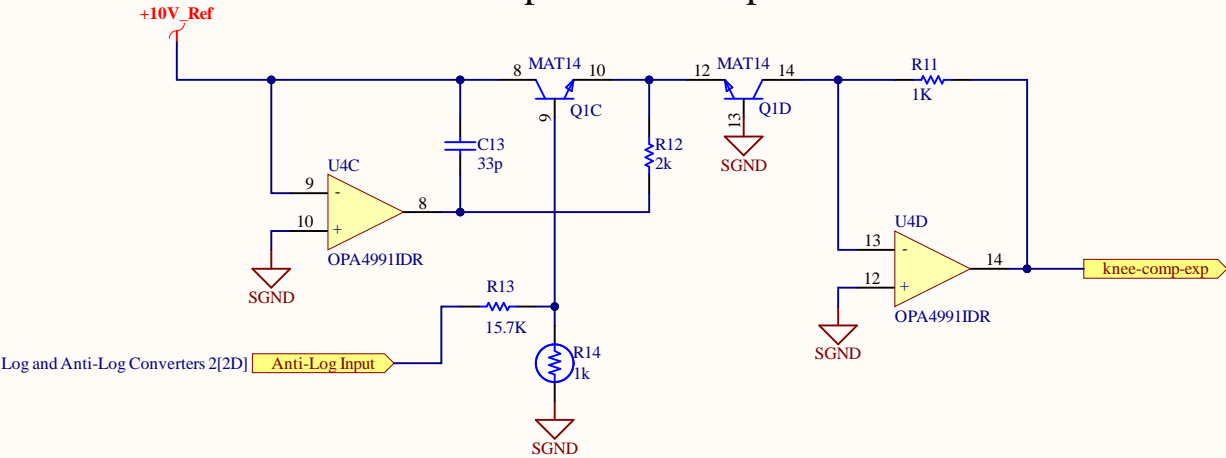 +10V_Ref
MAT14
MAT14
R11
8
10
12
14
1K
Q1C
Q1D
9
13
C13
33p
R12
2k
SGND
U4C
9
-
8
10
+
U4D
OPA4991IDR
13
-
14
knee-comp-exp
SGND
12
+
R13
OPA4991IDR
15.7K
SGND
R14
Log and Anti-Log Converters 2[2D]
Anti-Log Input
1k
SGND